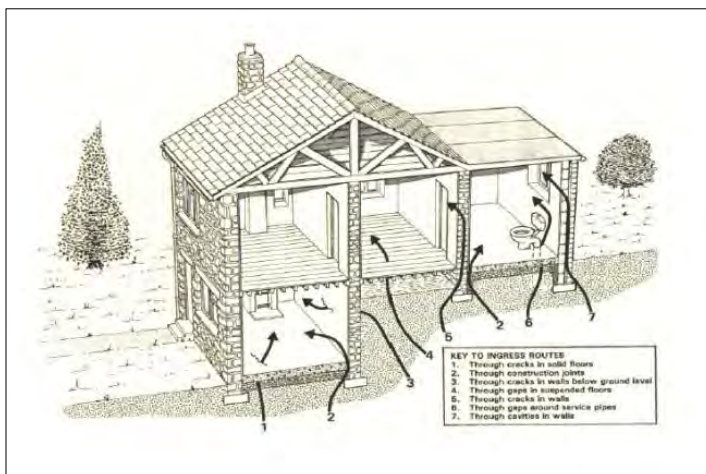 5
2
6
7
4
3
1
2
KEY TO INGRESS ROUTES
1. Through cracks in solid floors
2. Through construction joints
3. Through cracks in walls below ground level
4. Through gaps in suspended floors
5. Through cracks in walls
6. Through gaps around service pipes
7. Through cavities in walls